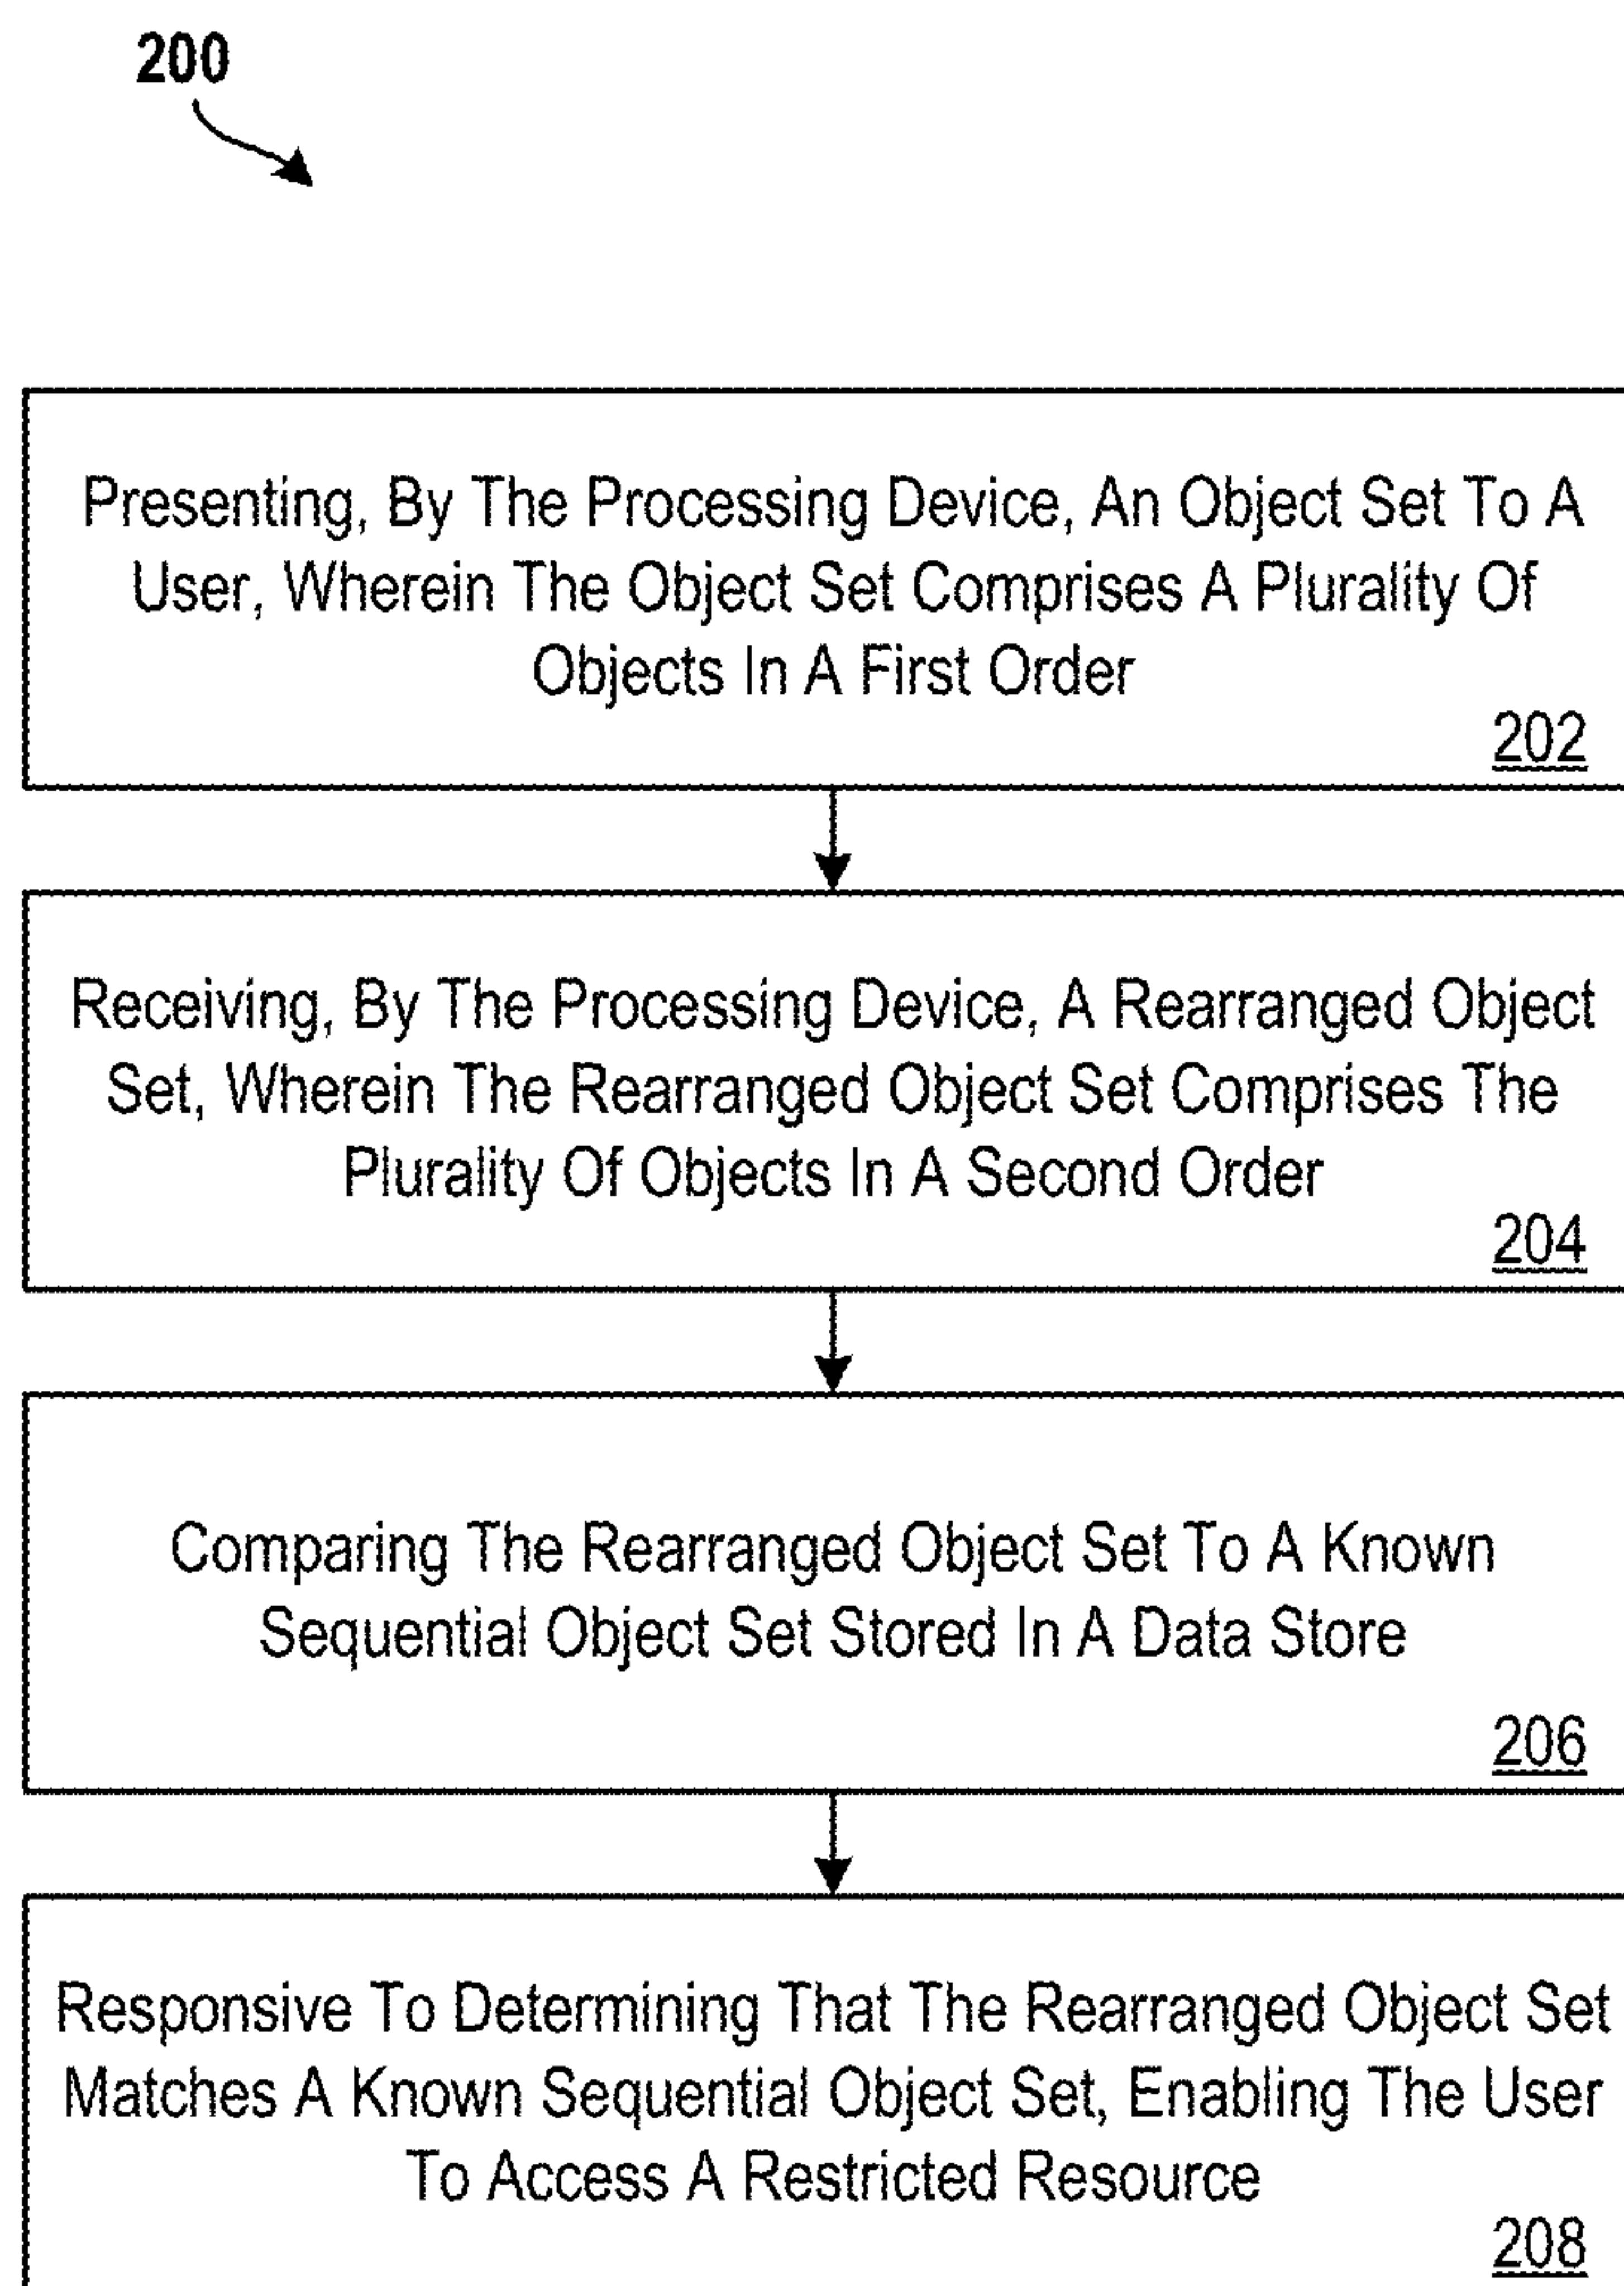 200
Presenting, By The Processing Device, An Object Set To A
User, Wherein The Object Set Comprises A Plurality Of
Objects In A First Order
202
Receiving, By The Processing Device, A Rearranged Object
Set, Wherein The Rearranged Object Set Comprises The
Plurality Of Objects In A Second Order
204
Comparing The Rearranged Object Set To A Known
Sequential Object Set Stored In A Data Store
206
Responsive To Determining That The Rearranged Object Set
Matches A Known Sequential Object Set, Enabling The User
To Access A Restricted Resource
208